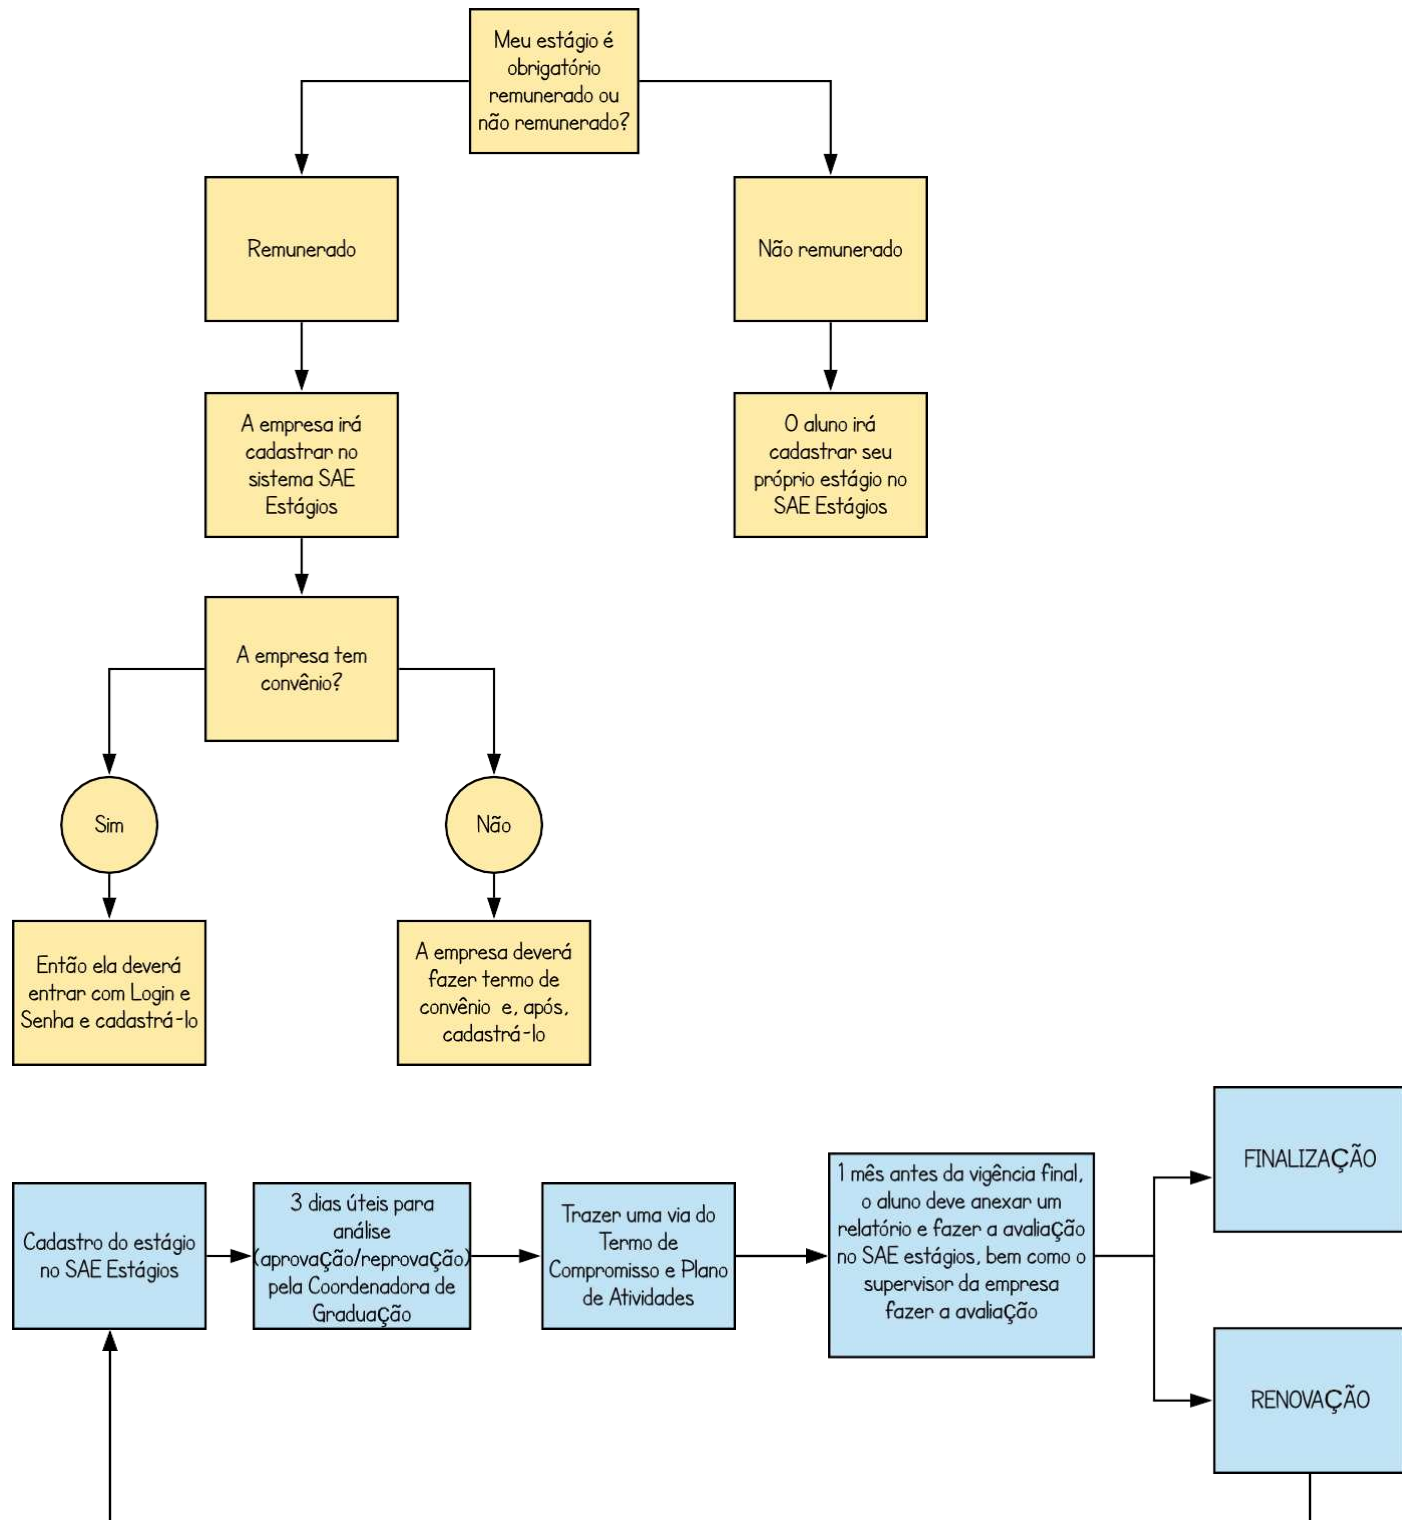 Meu estágio é
obrigatório
remunerado ou
não remunerado?
Remunerado
Não remunerado
A empresa irá
cadastrar no
sistema SAE
Estágios
O aluno irá
cadastrar seu
próprio estágio no
SAE Estágios
A empresa tem
convênio?
Sim
Não
Então ela deverá
entrar com Login e
Senha e cadastrá-lo
A empresa deverá
fazer termo de
convênio e, após,
cadastrá-lo
Cadastro do estágio
no SAE Estágios
3 dias úteis para
análise
(aprovação/reprovação)
pela Coordenadora de
Graduação
Trazer uma via do
Termo de
Compromisso e Plano
de Atividades
1 mês antes da vigência final,
o aluno deve anexar um
relatório e fazer a avaliação
no SAE estágios, bem como o
supervisor da empresa
fazer a avaliação
FINALIZAÇÃO
RENOVAÇÃO